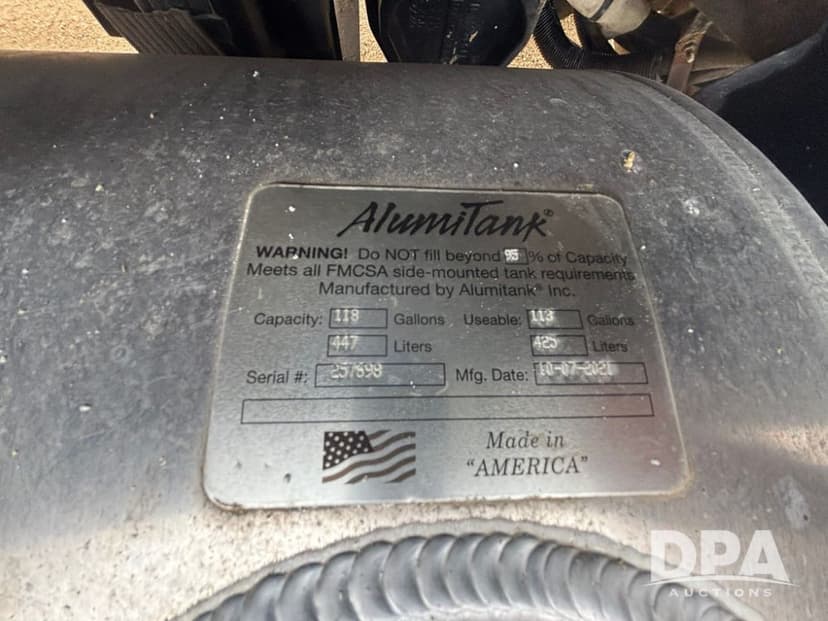 AlumiTank®
WARNING! Do NOT fill beyond 95 % of Capacity
Meets all FMCSA side-mounted tank requirements
Manufactured by Alumitank® Inc.
Capacity: 118 Gallons Useable: 113 Gallons
447 Liters 425 Liters
Serial #: 257898 Mfg. Date: 10-07-2021
Made in
"AMERICA"
DPA
AUCTIONS